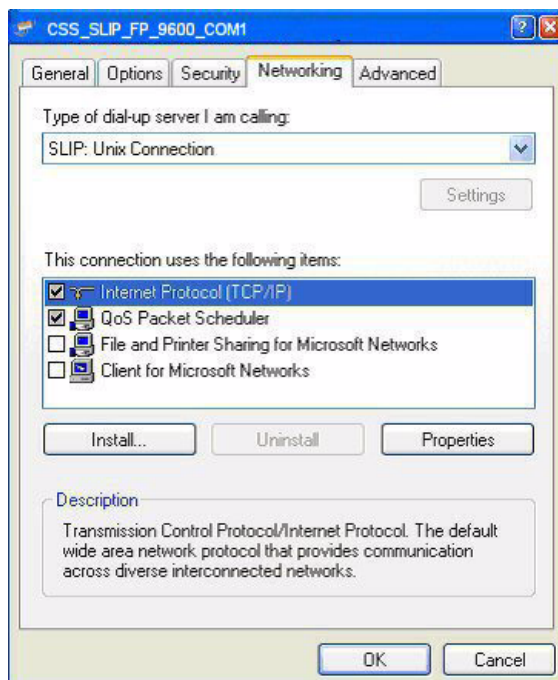 CSS_SLIP_FP_9600_COM1
General Options Security Networking Advanced
Type of dial-up server I am calling:
SLIP: Unix Connection
Settings
This connection uses the following items:
Internet Protocol (TCP/IP)
QoS Packet Scheduler
File and Printer Sharing for Microsoft Networks
Client for Microsoft Networks
Install... Uninstall Properties
Description
Transmission Control Protocol/Internet Protocol. The default
wide area network protocol that provides communication
across diverse interconnected networks.
OK Cancel